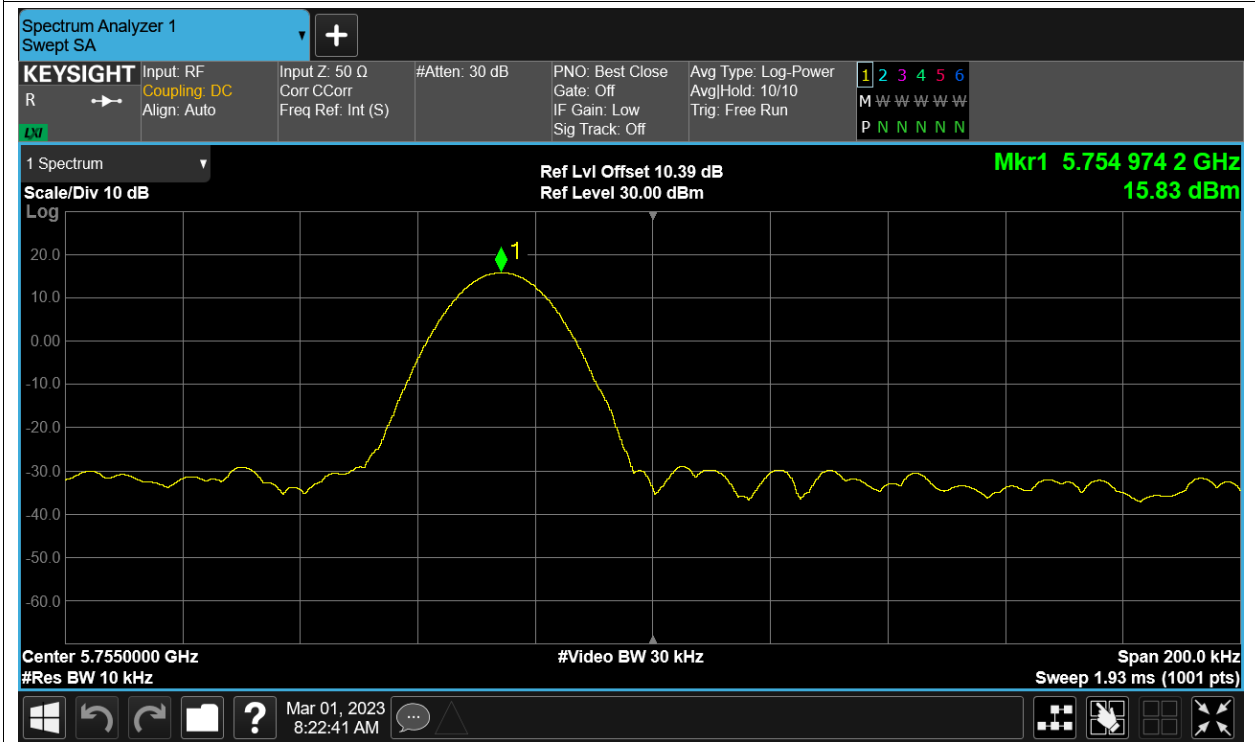 Spectrum Analyzer 1
Swept SA
KEYSIGHT
R
LXI
Input: RF
Coupling: DC
Align: Auto
Input Z: 50 Ω
Corr CCorr
Freq Ref: Int (S)
#Atten: 30 dB
PNO: Best Close
Gate: Off
IF Gain: Low
Sig Track: Off
Avg Type: Log-Power
Avg|Hold: 10/10
Trig: Free Run
1 2 3 4 5 6
M W W W W W
P N N N N N
1 Spectrum
Scale/Div 10 dB
Log
Ref Lvl Offset 10.39 dB
Ref Level 30.00 dBm
Mkr1 5.754 974 2 GHz
15.83 dBm
1
20.0
10.0
0.00
-10.0
-20.0
-30.0
-40.0
-50.0
-60.0
Center 5.7550000 GHz
#Res BW 10 kHz
#Video BW 30 kHz
Span 200.0 kHz
Sweep 1.93 ms (1001 pts)
?
Mar 01, 2023
8:22:41 AM